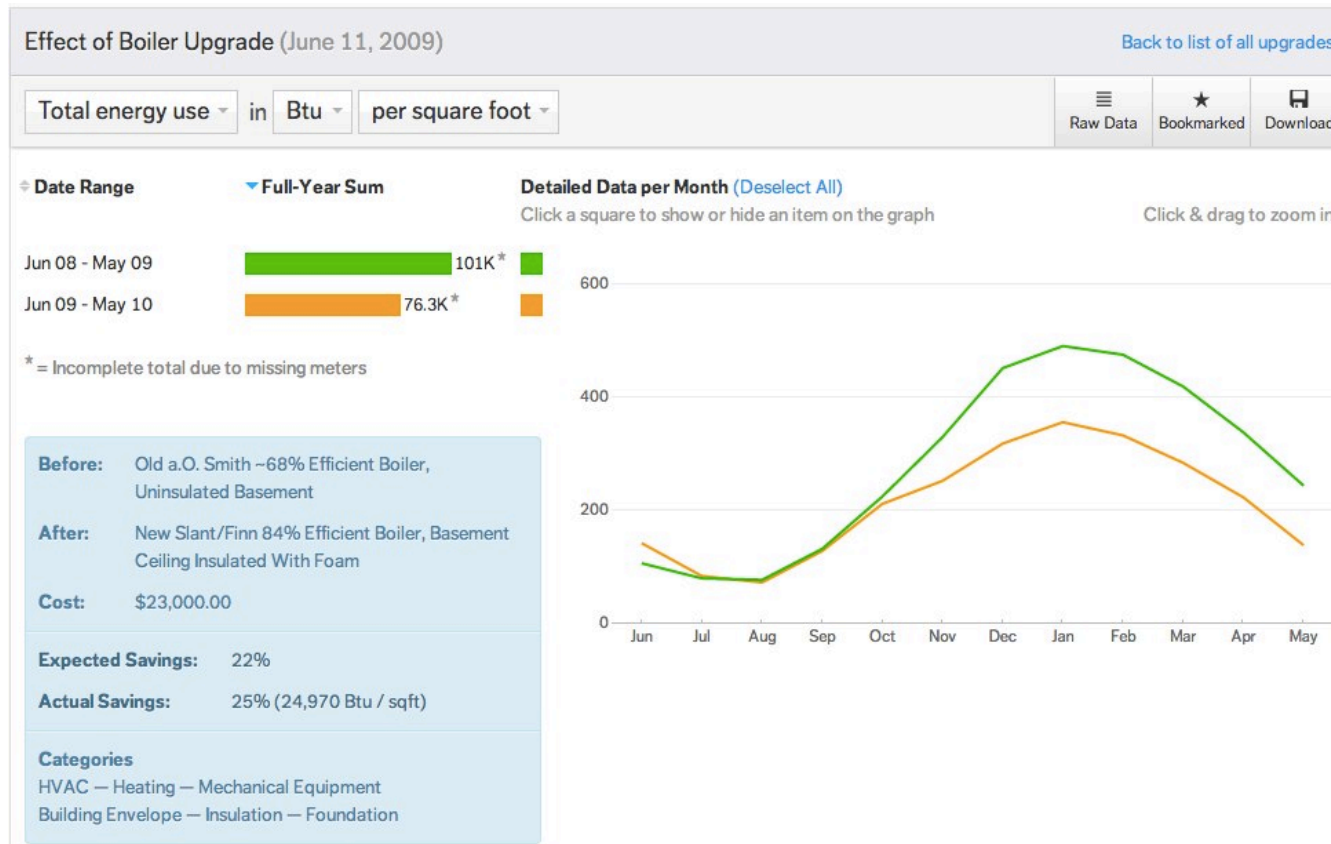 Effect of Boiler Upgrade (June 11, 2009)
Back to list of all upgrades
Total energy use in Btu per square foot
Raw Data
Bookmarked
Download
Date Range
Full-Year Sum
Detailed Data per Month (Deselect All)
Click a square to show or hide an item on the graph
Click & drag to zoom in
Jun 08 - May 09
101K*
Jun 09 - May 10
76.3K*
* = Incomplete total due to missing meters
600
400
200
0
Jun Jul Aug Sep Oct Nov Dec Jan Feb Mar Apr May
Before: Old a.O. Smith ~68% Efficient Boiler,
Uninsulated Basement
After: New Slant/Finn 84% Efficient Boiler, Basement
Ceiling Insulated With Foam
Cost: $23,000.00
Expected Savings: 22%
Actual Savings: 25% (24,970 Btu / sqft)
Categories
HVAC — Heating — Mechanical Equipment
Building Envelope — Insulation — Foundation